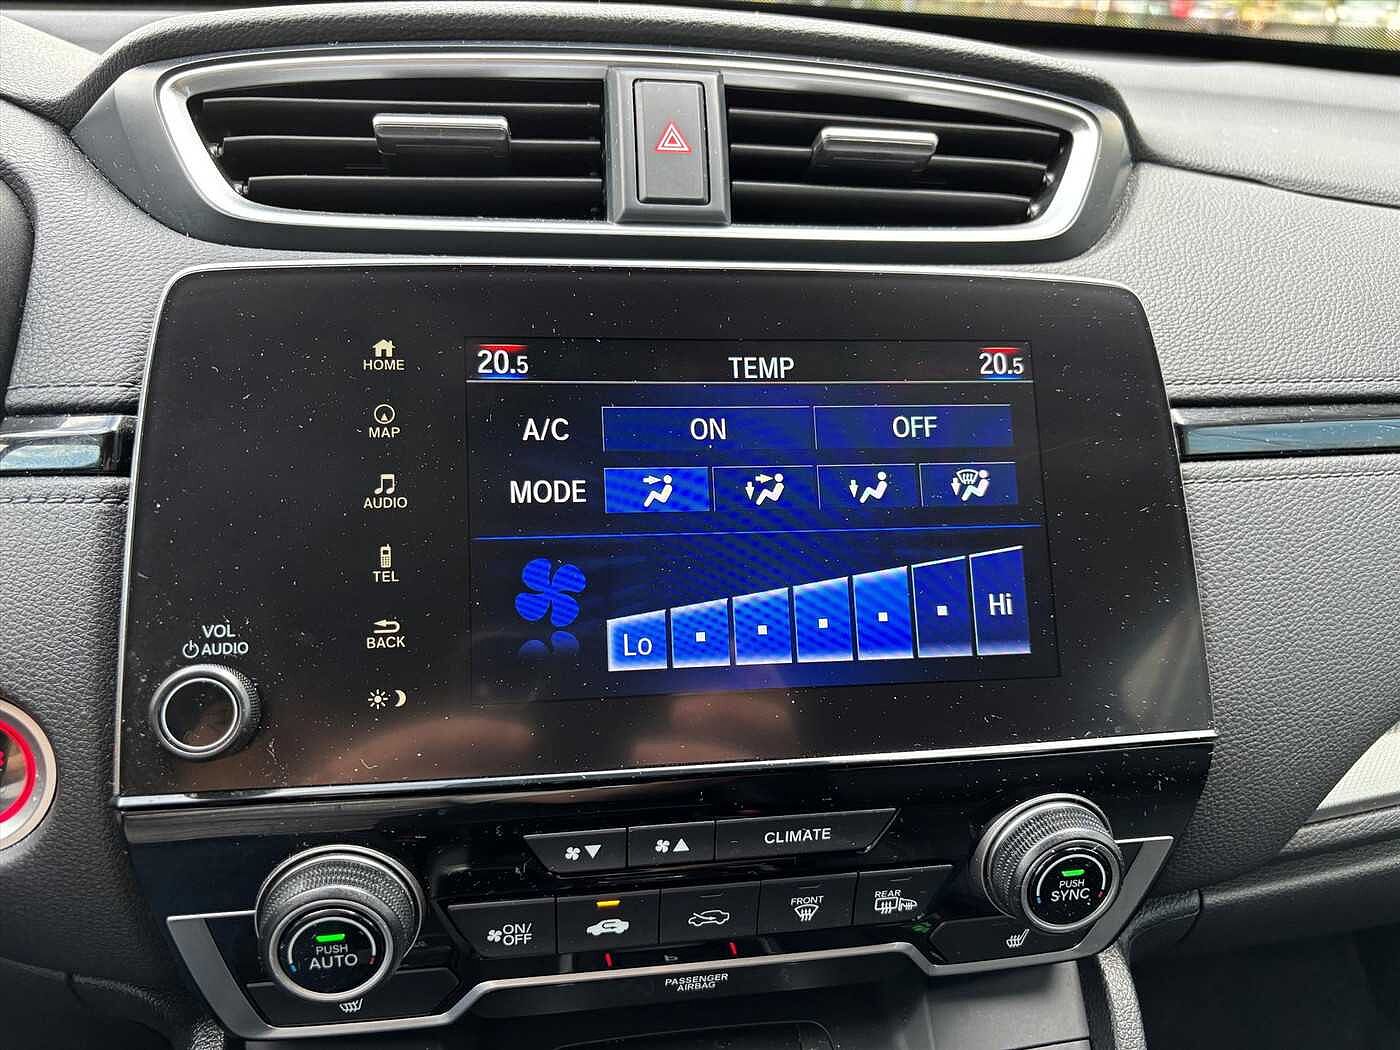 HOME
MAP
AUDIO
TEL
BACK
VOL
AUDIO
20.5 TEMP 20.5
A/C ON OFF
MODE
Lo Hi
CLIMATE
ON/
OFF
FRONT
REAR
PUSH
AUTO
PUSH
SYNC
PASSENGER
AIRBAG